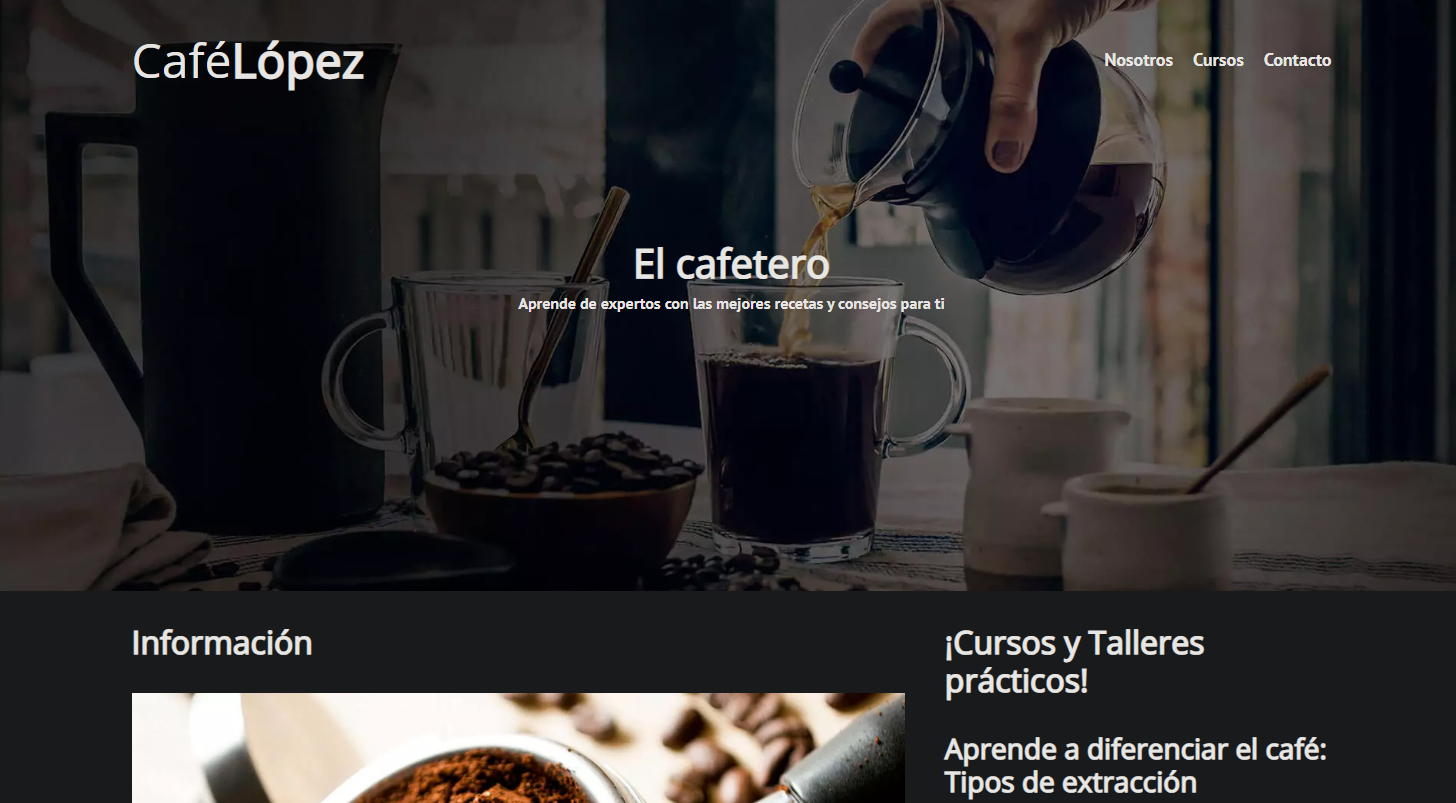 CaféLópez
Nosotros Cursos Contacto
El cafetero
Aprende de expertos con las mejores recetas y consejos para ti
Información
¡Cursos y Talleres
prácticos!
Aprende a diferenciar el café:
Tipos de extracción